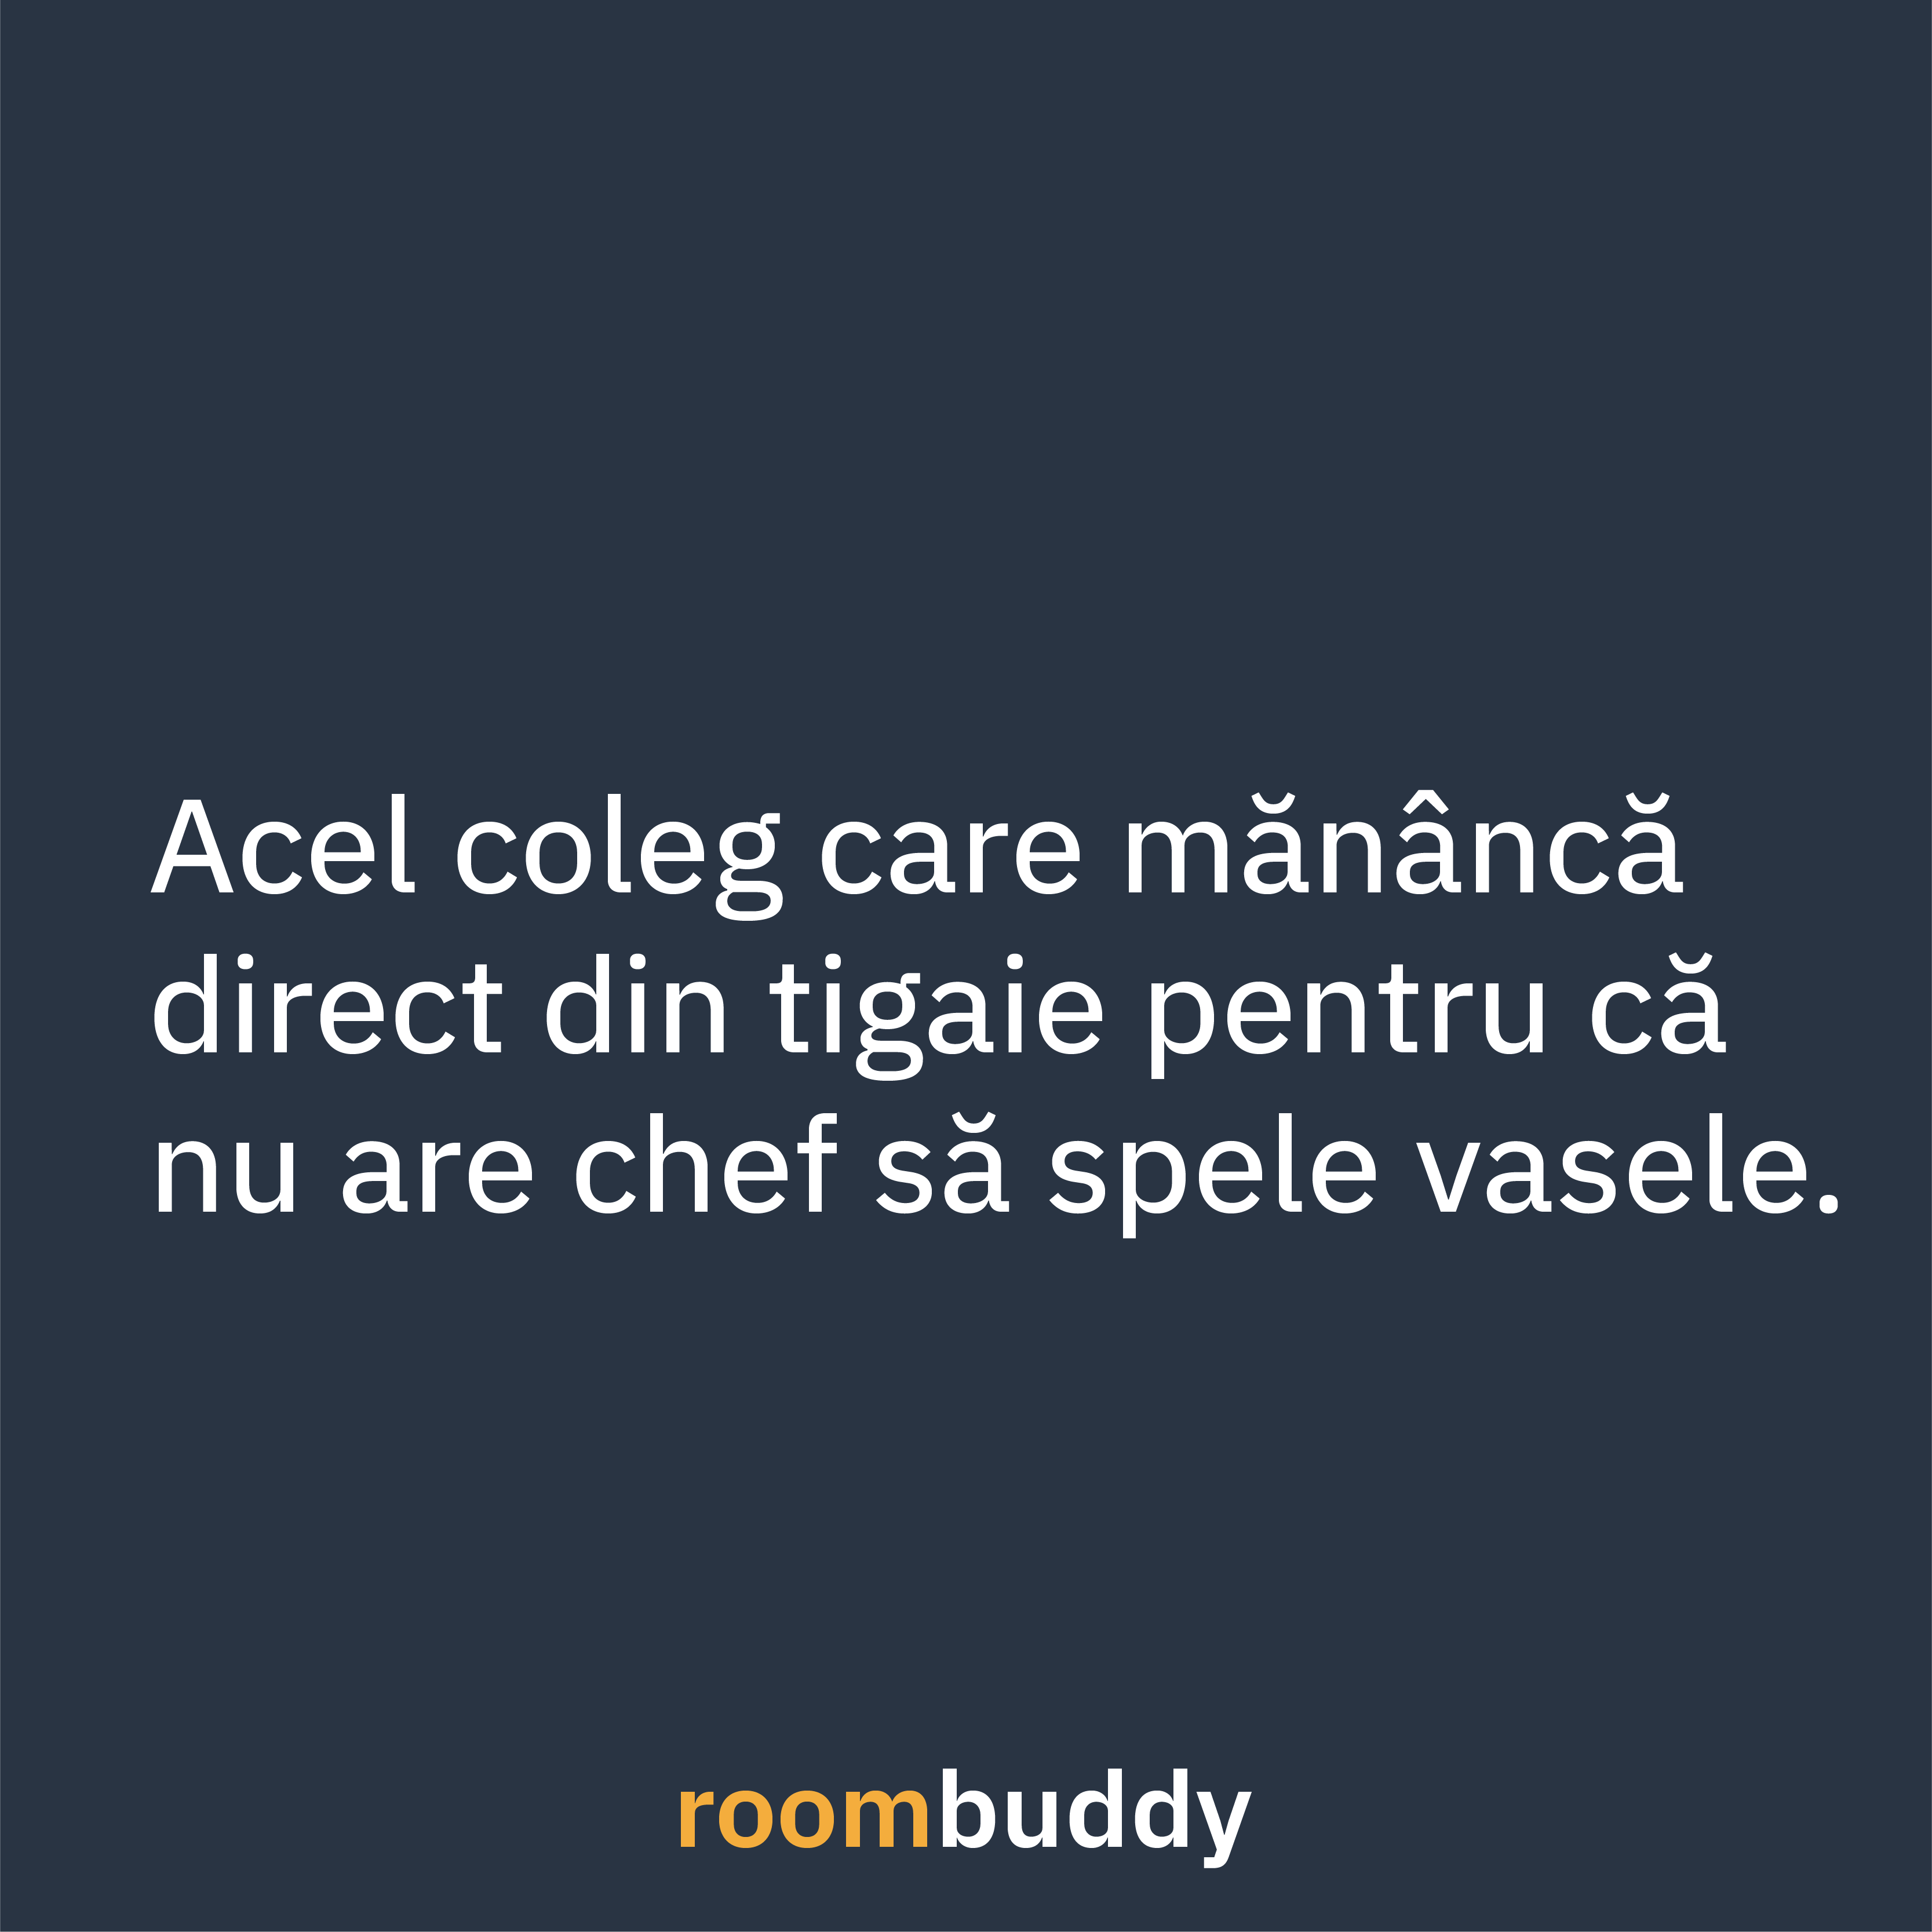 Acel coleg care mănâncă
direct din tigaie pentru că
nu are chef să spele vasele.
roombuddy